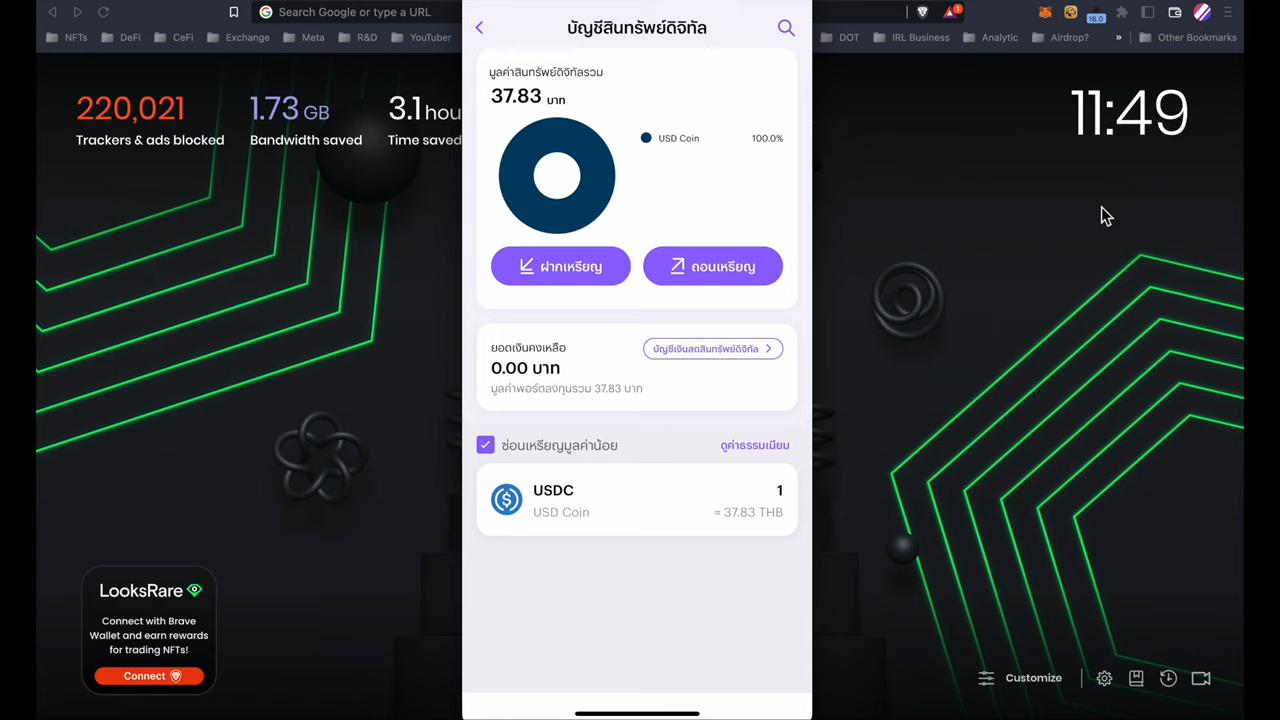 Search Google or type a URL
1
16.0
NFTs
DeFi
CeFi
Exchange
Meta
R&D
YouTuber
DOT
IRL Business
Analytic
Airdrop?
»
Other Bookmarks
220,021
Trackers & ads blocked
1.73 GB
Bandwidth saved
3.1 hou
Time saved
11:49
บัญชีสินทรัพย์ดิจิทัล
มูลค่าสินทรัพย์ดิจิทัลรวม
37.83 บาท
USD Coin 100.0%
ฝากเหรียญ
ถอนเหรียญ
ยอดเงินคงเหลือ
บัญชีเงินสดสินทรัพย์ดิจิทัล
0.00 บาท
มูลค่าพอร์ตลงทุนรวม 37.83 บาท
ซ่อนเหรียญมูลค่าน้อย
ดูค่าธรรมเนียม
USDC 1
USD Coin = 37.83 THB
LooksRare
Connect with Brave
Wallet and earn rewards
for trading NFTs!
Connect
Customize